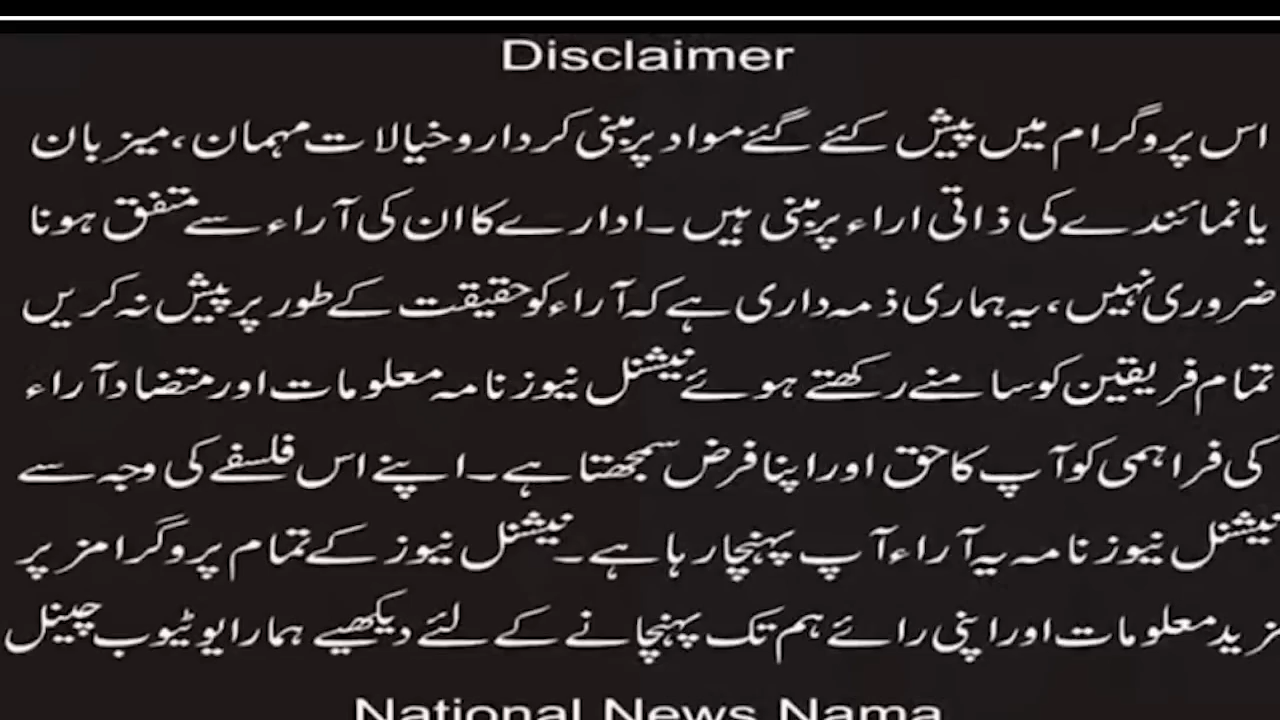 Disclaimer
اس پروگرام میں پیش کئے گئے مواد پر مبنی کردار و خیالات مہمان، میزبان
یا نمائندے کی ذاتی اراء پر مبنی ہیں۔ ادارے کا ان کی آراء سے متفق ہونا
ضروری نہیں، یہ ہماری ذمہ داری ہے کہ آراء کو حقیقت کے طور پر پیش نہ کریں
تمام فریقین کو سامنے رکھتے ہوئے نیشنل نیوز نامہ معلومات اور متضاد آراء
کی فراہمی کو آپ کا حق اور اپنا فرض سمجھتا ہے۔ اپنے اس فلسفے کی وجہ سے
نیشنل نیوز نامہ یہ آراء آپ پہنچا رہا ہے۔ نیشنل نیوز کے تمام پروگرامز پر
معلومات اور اپنی رائے ہم تک پہنچانے کے لئے دیکھیے ہمارا یوٹیوب چینل
National News Nama